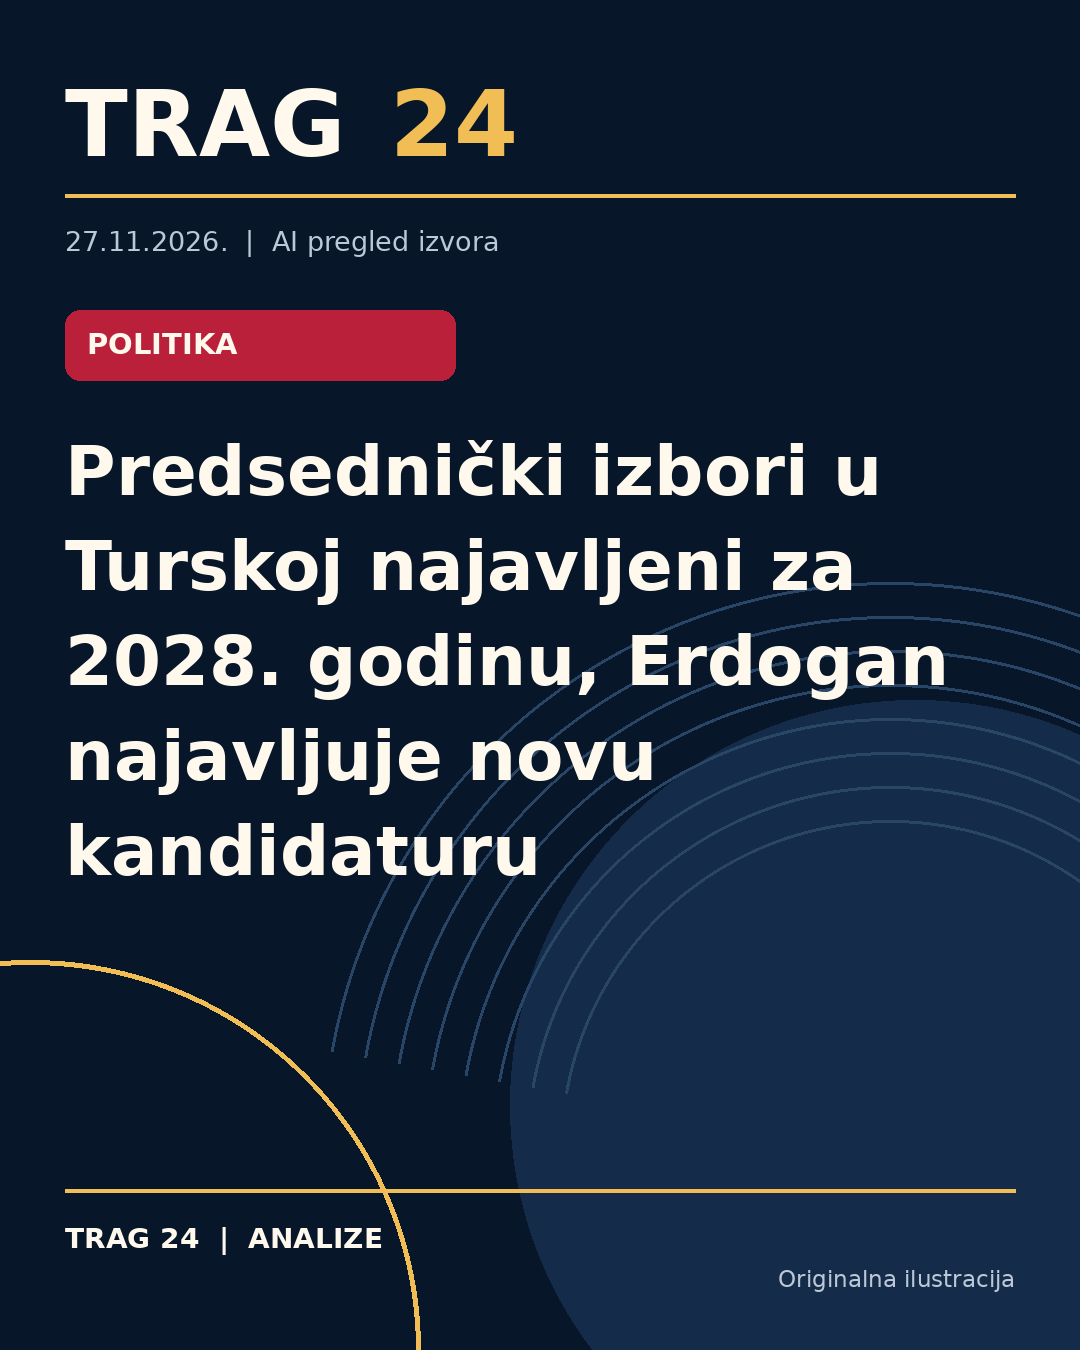 TRAG 24
27.11.2026. | AI pregled izvora
POLITIKA
Predsednički izbori u
Turskoj najavljeni za
2028. godinu, Erdogan
najavljuje novu
kandidaturu
TRAG 24 | ANALIZE
Originalna ilustracija